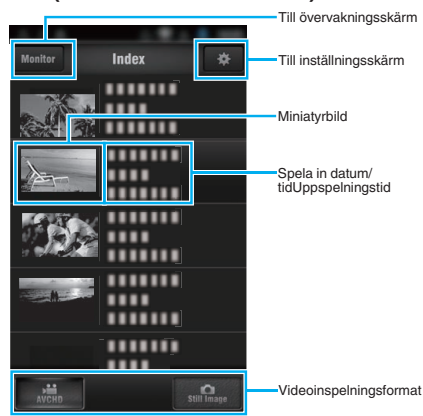 Till övervakningsskärm
Monitor
Index
Till inställningsskärm
Miniatyrbild
Spela in datum/
tidUppspelningstid
AVCHD
Still Image
Videoinspelningsformat